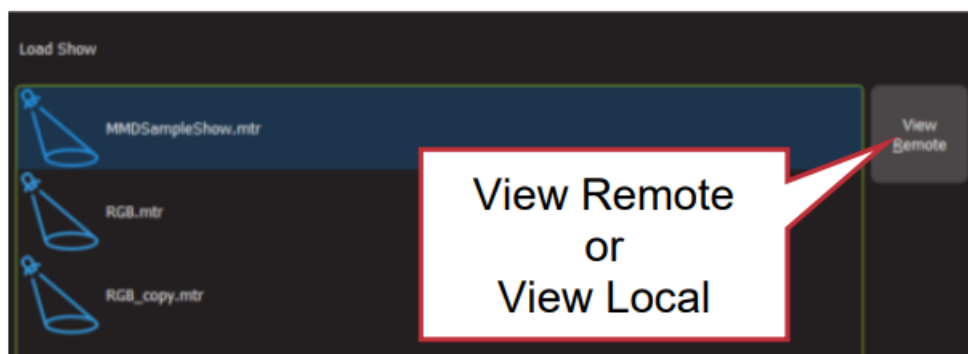 Load Show
MMDSampleShow.mtr
View
Remote
RGB.mtr
View Remote
or
View Local
RGB_copy.mtr